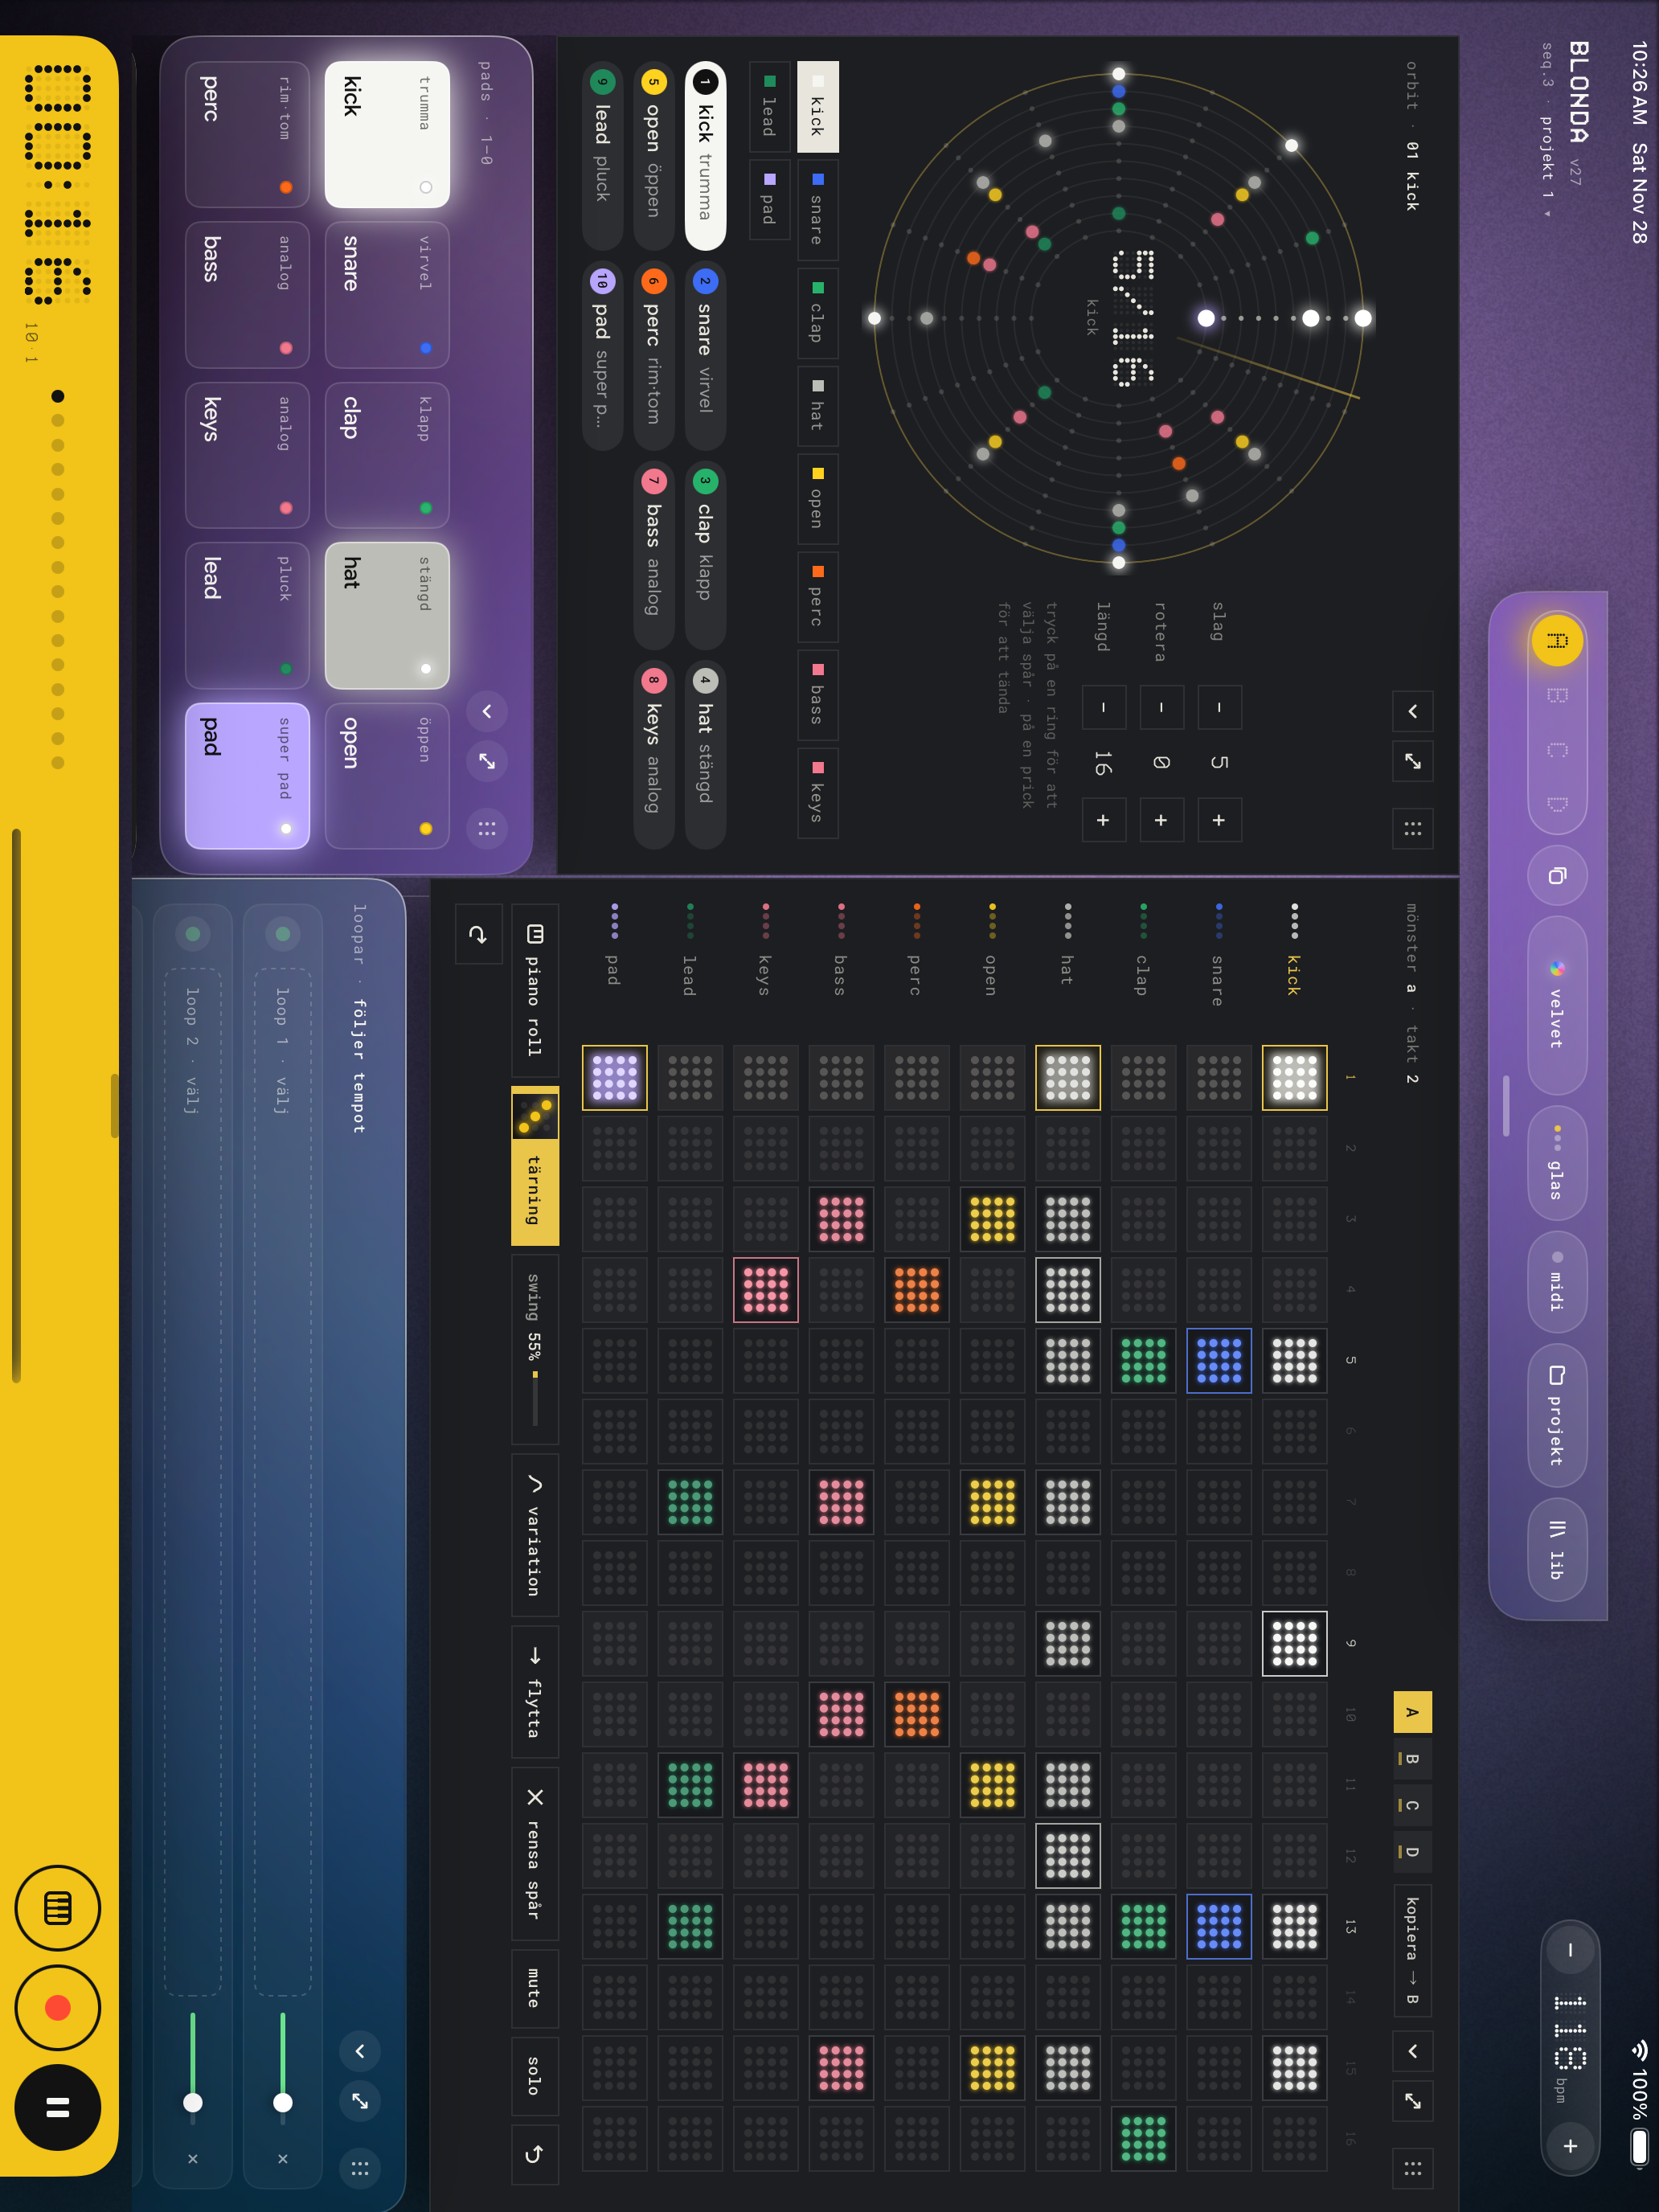 10:26 AM Sat Nov 28
100%
BLONDA v27
seq.3 · projekt 1
A B C D
velvet
glas
midi
projekt
lib
118 bpm
orbit · 01 kick
5/16
kick
slag - 5 +
rotera - 0 +
längd - 16 +
tryck på en ring för att
välja spår · på en prick
för att tända
kick snare clap hat open perc bass keys
lead pad
1 kick trumma
2 snare virvel
3 clap klapp
4 hat stängd
5 open öppen
6 perc rim·tom
7 bass analog
8 keys analog
9 lead pluck
10 pad super p…
mönster a · takt 2
A B C D kopiera → B
1 2 3 4 5 6 7 8 9 10 11 12 13 14 15 16
kick
snare
clap
hat
open
perc
bass
keys
lead
pad
piano roll
tärning
swing 55%
variation
flytta
rensa spår
mute
solo
pads · 1-0
trumma
kick
virvel
snare
klapp
clap
stängd
hat
öppen
open
rim·tom
perc
analog
bass
analog
keys
pluck
lead
super pad
pad
loopar · följer tempot
loop 1 · välj
loop 2 · välj
10·1